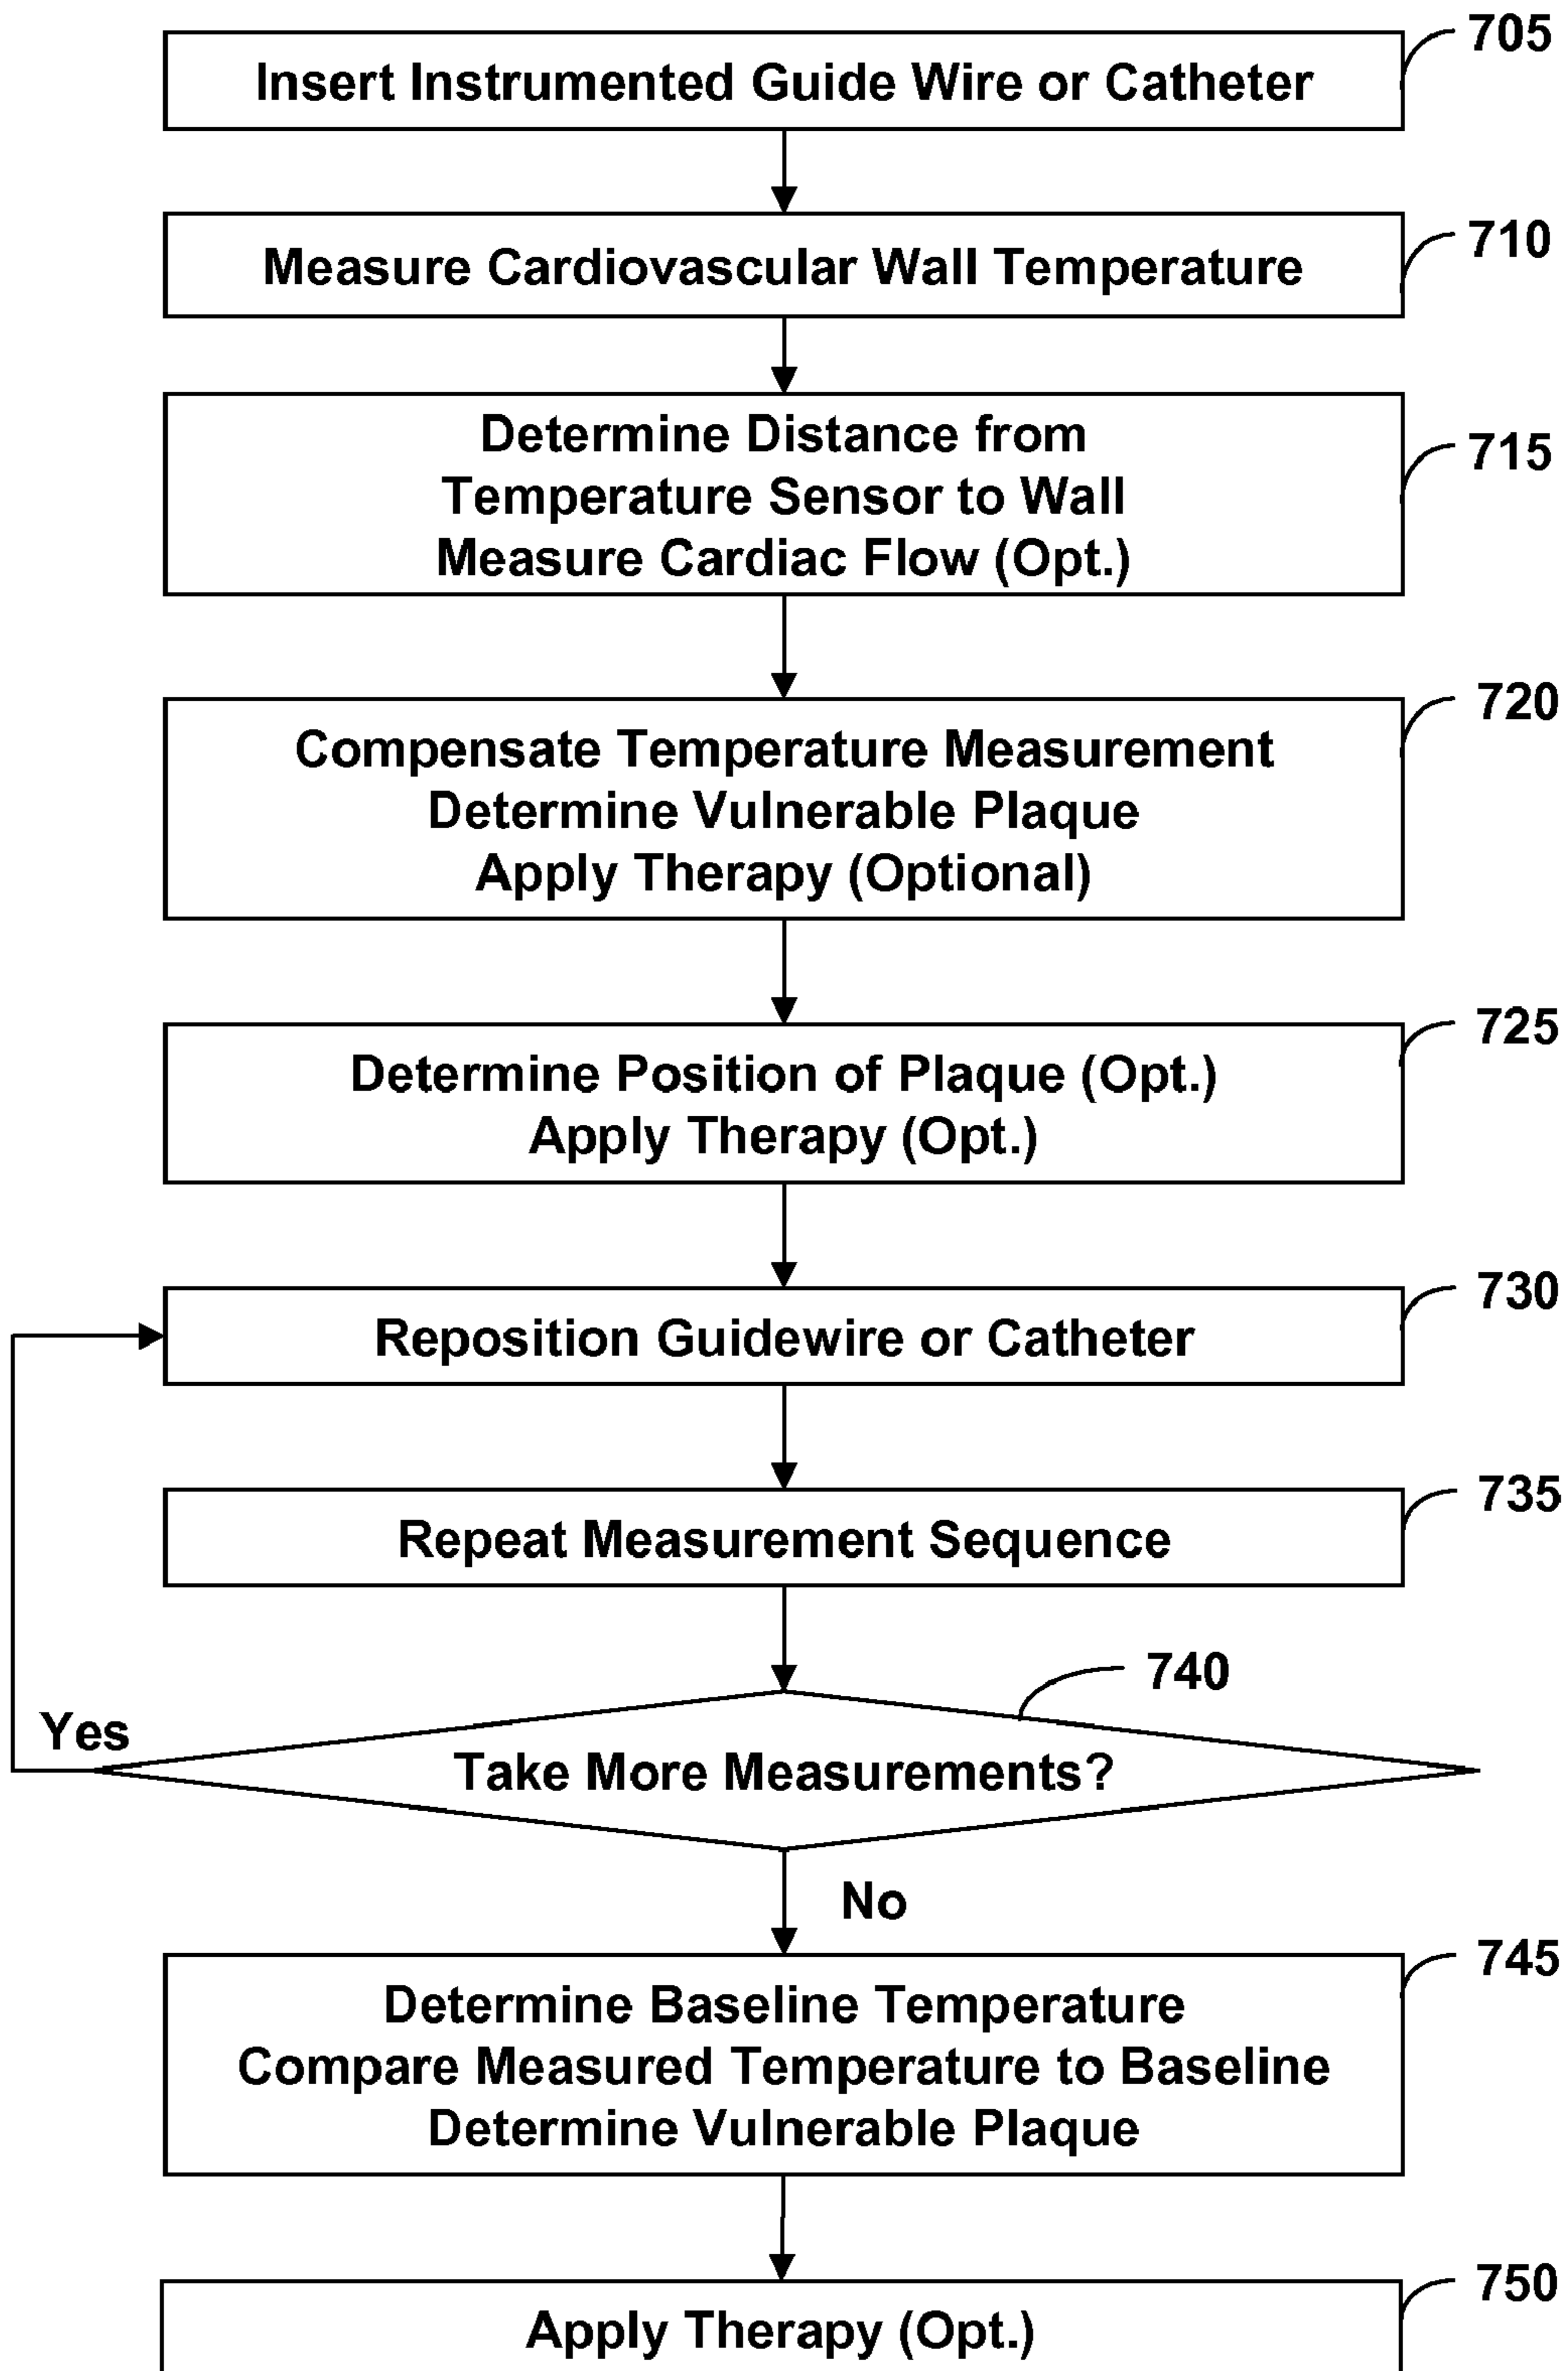 705
Insert Instrumented Guide Wire or Catheter
710
Measure Cardiovascular Wall Temperature
715
Determine Distance from
Temperature Sensor to Wall
Measure Cardiac Flow (Opt.)
720
Compensate Temperature Measurement
Determine Vulnerable Plaque
Apply Therapy (Optional)
725
Determine Position of Plaque (Opt.)
Apply Therapy (Opt.)
730
Reposition Guidewire or Catheter
735
Repeat Measurement Sequence
740
Yes
Take More Measurements?
No
745
Determine Baseline Temperature
Compare Measured Temperature to Baseline
Determine Vulnerable Plaque
750
Apply Therapy (Opt.)